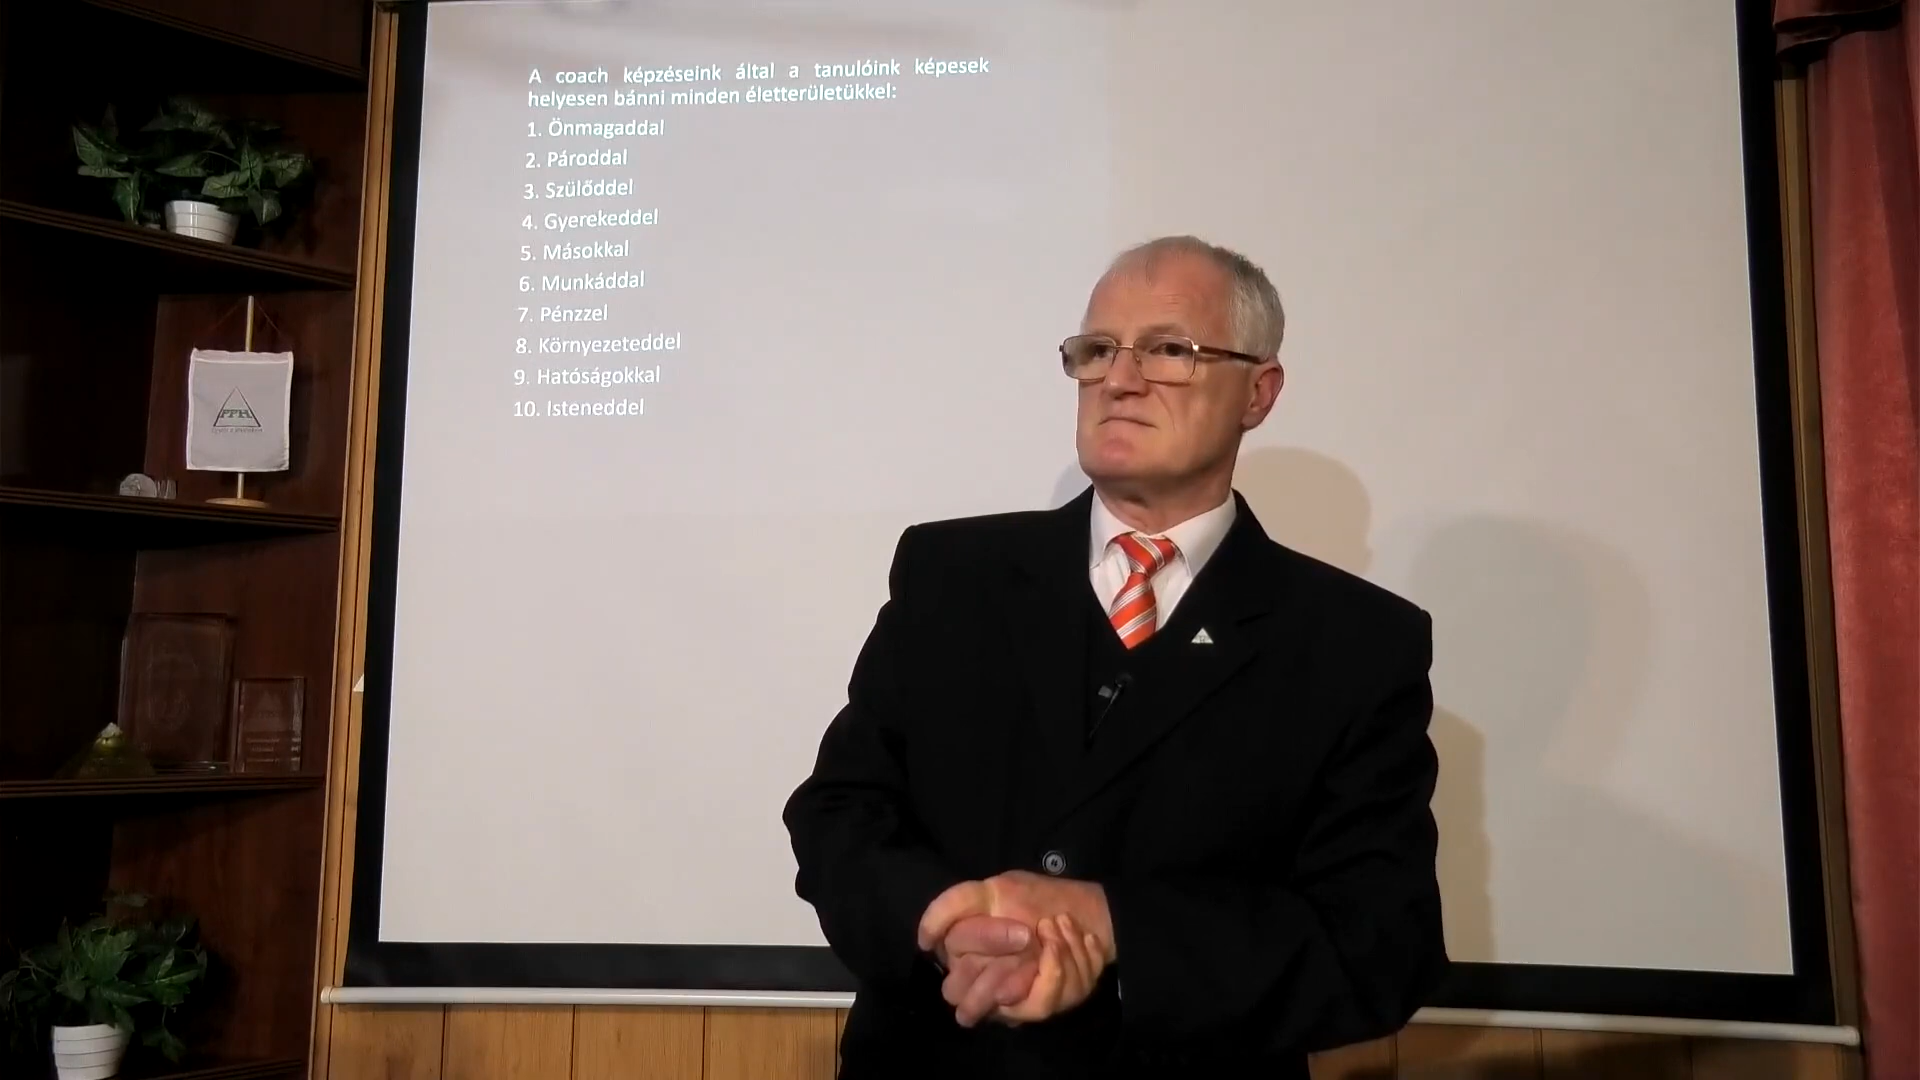 A coach képzéseink által a tanulóink képesek
helyesen bánni minden életterületükkel:
1. Önmagaddal
2. Pároddal
3. Szülőddel
4. Gyerekeddel
5. Másokkal
6. Munkáddal
7. Pénzzel
8. Környezeteddel
9. Hatóságokkal
10. Isteneddel
PPH